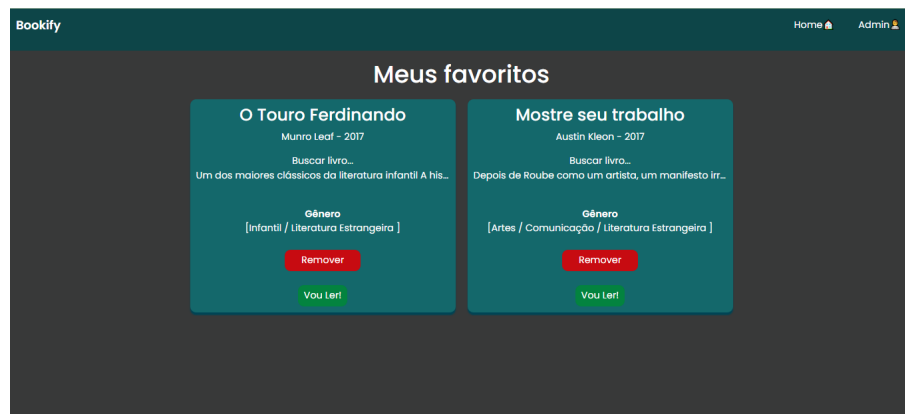 Bookify
Home
Admin
Meus favoritos
O Touro Ferdinando
Munro Leaf - 2017
Buscar livro...
Um dos maiores clássicos da literatura infantil A his...
Gênero
[Infantil / Literatura Estrangeira ]
Remover
Vou Ler!
Mostre seu trabalho
Austin Kleon - 2017
Buscar livro...
Depois de Roube como um artista, um manifesto irr...
Gênero
[Artes / Comunicação / Literatura Estrangeira ]
Remover
Vou Ler!